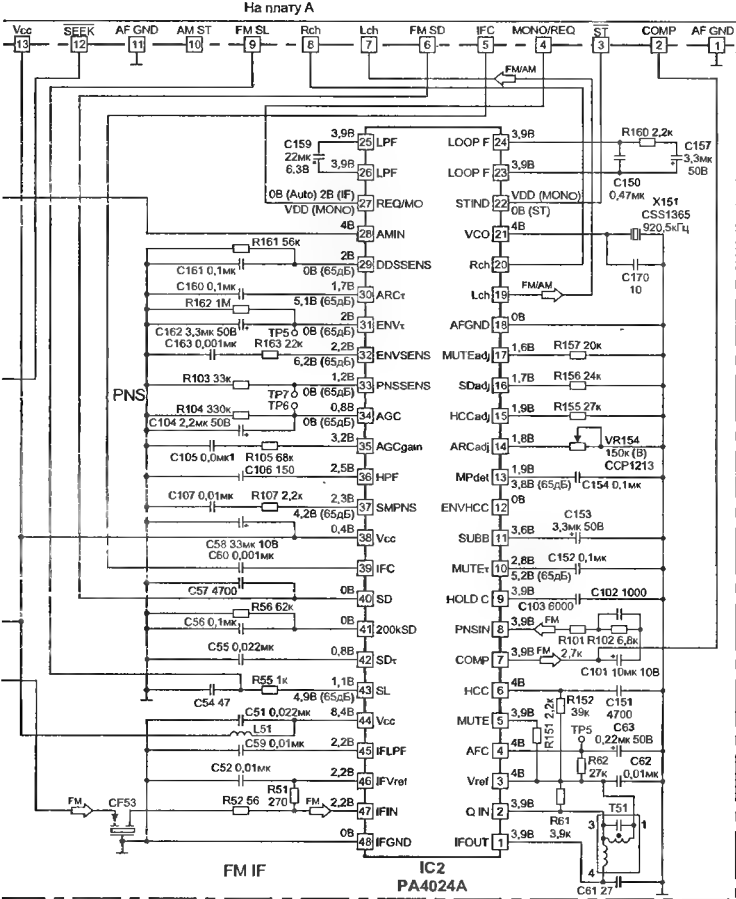 На плату А
Vcc SEEK AF GND AM ST FM SL Rch Lch FM SD IFC MONO/REQ ST COMP AF GND
13 12 11 10 9 8 7 6 5 4 3 2 1
FM/AM
C159 22мк 6,3В
3,9В 25 LPF
3,9В 26 LPF
0В (Auto) 2В (IF) VDD (MONO) 27 REQ/MO
4В 28 AMIN
R161 56к
C161 0,1мк 2В 0В (65дБ) 29 DDSSENS
C160 0,1мк 1,7В 5,1В (65дБ) 30 ARCτ
R162 1М
C162 3,3мк 50В TP5 2В 0В (65дБ) 31 ENVτ
C163 0,001мк R163 22к 2,2В 6,2В (65дБ) 32 ENVSENS
R103 33к 1,2В 0В (65дБ) 33 PNSSENS
TP7
TP6
PNS
R104 330к 0,8В 0В (65дБ) 34 AGC
C104 2,2мк 50В
C105 0,0мк1 R105 68к 3,2В 35 AGCgain
C106 150 2,5В 36 HPF
C107 0,01мк R107 2,2к 2,3В 4,2В (65дБ) 37 SMPNS
C58 33мк 10В 0,4В 38 Vcc
C60 0,001мк 39 IFC
C57 4700 0В 40 SD
R56 62к
C56 0,1мк 0В 41 200kSD
C55 0,022мк 0,8В 42 SDτ
C54 47 R55 1к 1,1В 4,9В (65дБ) 43 SL
C51 0,022мк 8,4В 44 Vcc
L51
C59 0,01мк 2,2В 45 IFLPF
C52 0,01мк 2,2В 46 IFVref
R51 270
FM CF53 R52 56 FM 2,2В 47 IFIN
0В 48 IFGND
FM IF
IC2
PA4024A
LOOP F 24 3,9В R160 2,2к C157 3,3мк 50В
LOOP F 23 3,9В C150 0,47мк
STIND 22 VDD (MONO) 0В (ST)
X151 CSS1365 920,5кГц
VCO 21 4В
Rch 20 C170 10
Lch 19 FM/AM
AFGND 18 0В
MUTEadj 17 1,6В R157 20к
SDadj 16 1,7В R156 24к
HCCadj 15 1,9В R155 27к
ARCadj 14 1,8В VR154 150к (В) CCP1213
MPdet 13 1,9В 3,8В (65дБ) C154 0,1мк
ENVHCC 12 0В
SUBB 11 3,6В C153 3,3мк 50В
MUTEτ 10 2,8В 5,2В (65дБ) C152 0,1мк
HOLD C 9 3,9В C102 1000
C103 6000
PNSIN 8 3,9В FM R101 R102 6,8к
COMP 7 3,9В FM 2,7к C101 10мк 10В
HCC 6 4В R152 39к C151 4700
MUTE 5 3,9В R151 2,2к TP5 C63 0,22мк 50В
AFC 4 4В R62 27к C62 0,01мк
Vref 3 4В
Q IN 2 3,9В R61 3,9к 3 T51 1
IFOUT 1 3,9В 4
C61 27